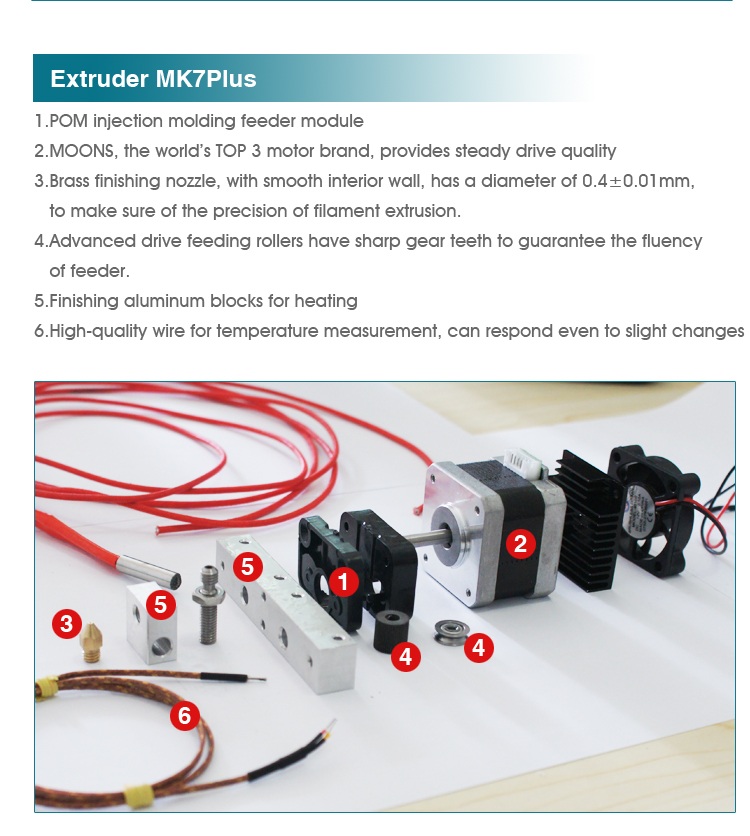 Extruder MK7Plus
1.POM injection molding feeder module
2.MOONS, the world's TOP 3 motor brand, provides steady drive quality
3.Brass finishing nozzle, with smooth interior wall, has a diameter of 0.4±0.01mm,
to make sure of the precision of filament extrusion.
4.Advanced drive feeding rollers have sharp gear teeth to guarantee the fluency
of feeder.
5.Finishing aluminum blocks for heating
6.High-quality wire for temperature measurement, can respond even to slight changes
2
5
1
5
3
4
4
6